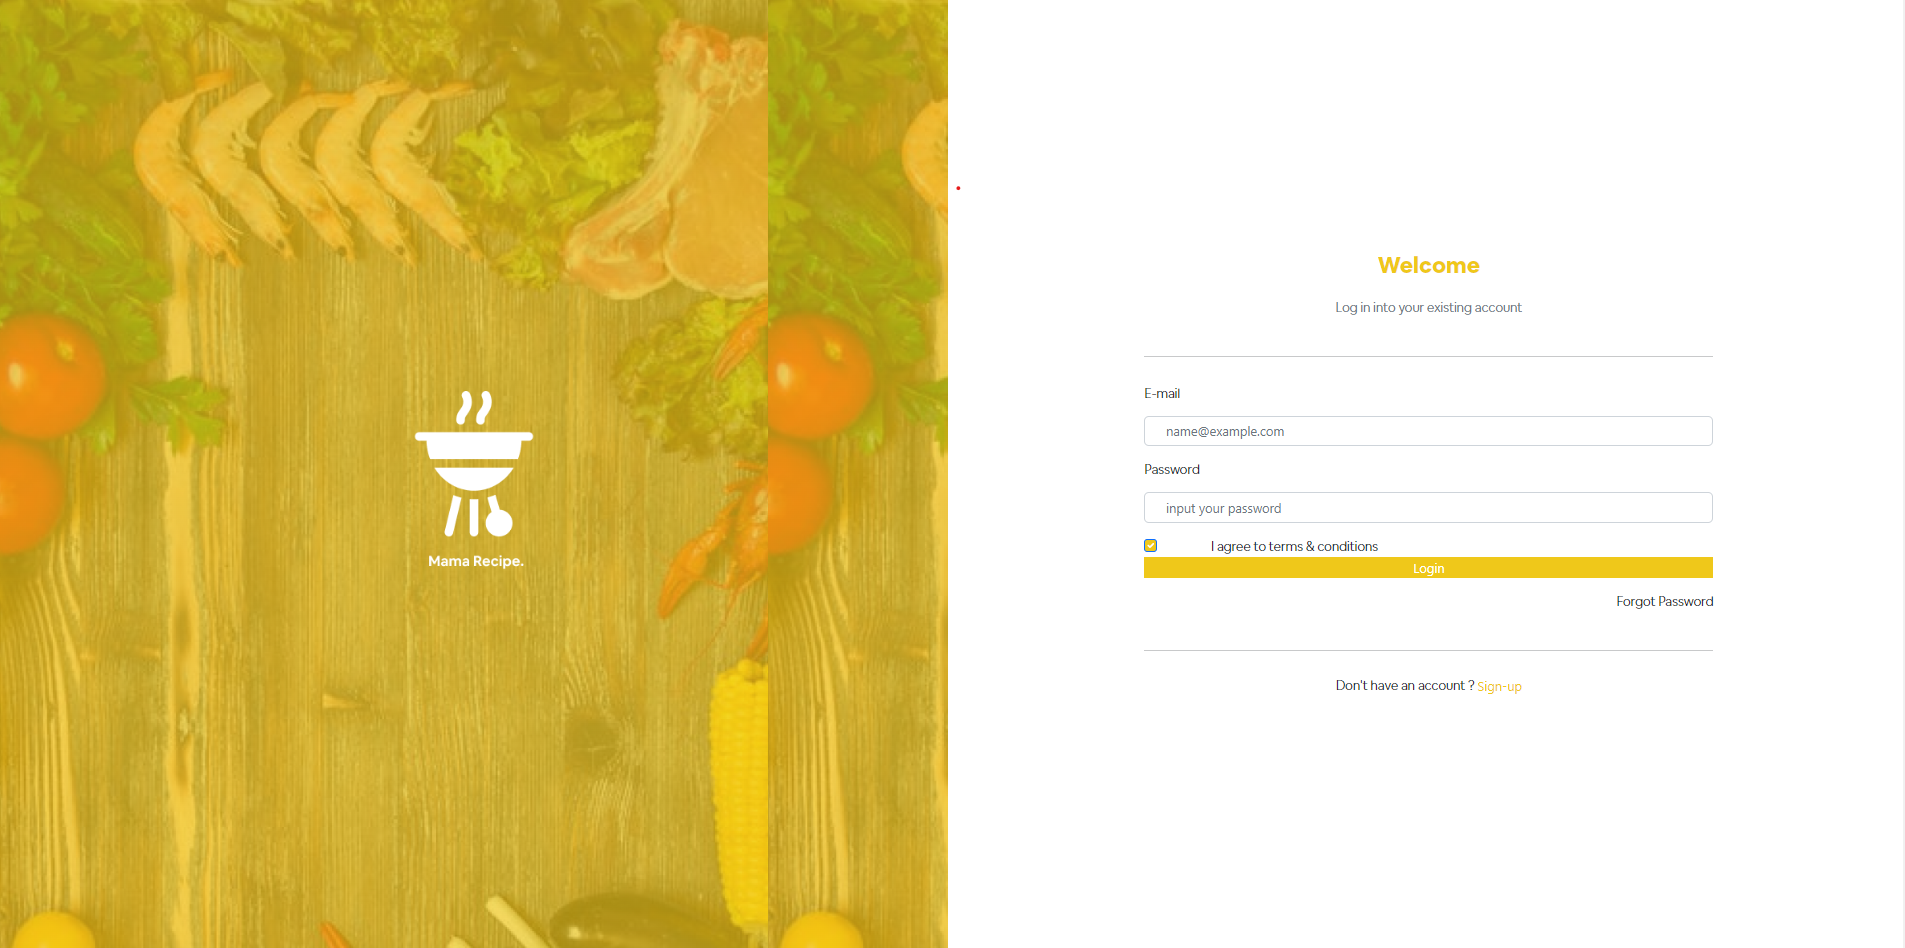 Mama Recipe.
Welcome
Log in into your existing account
E-mail
name@example.com
Password
input your password
I agree to terms & conditions
Login
Forgot Password
Don't have an account ? Sign-up